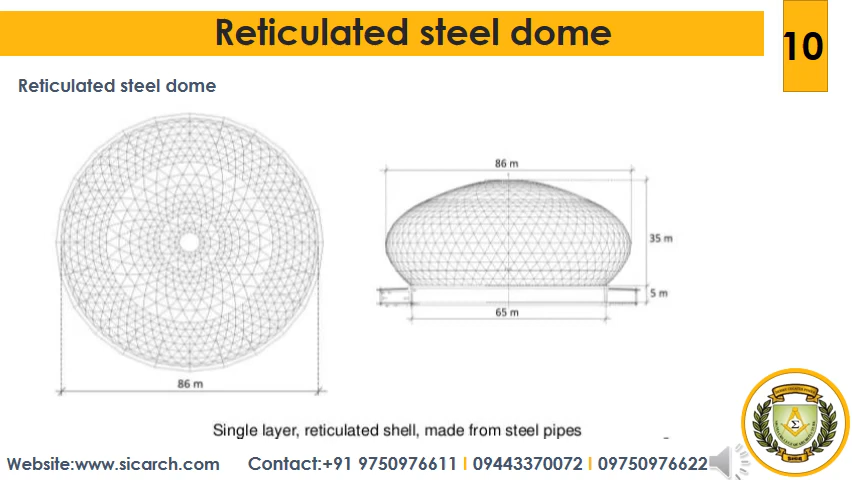 Reticulated steel dome
10
Reticulated steel dome
86 m
35 m
5 m
65 m
86 m
Single layer, reticulated shell, made from steel pipes
Website:www.sicarch.com Contact:+91 9750976611 I 09443370072 I 09750976622
Σ